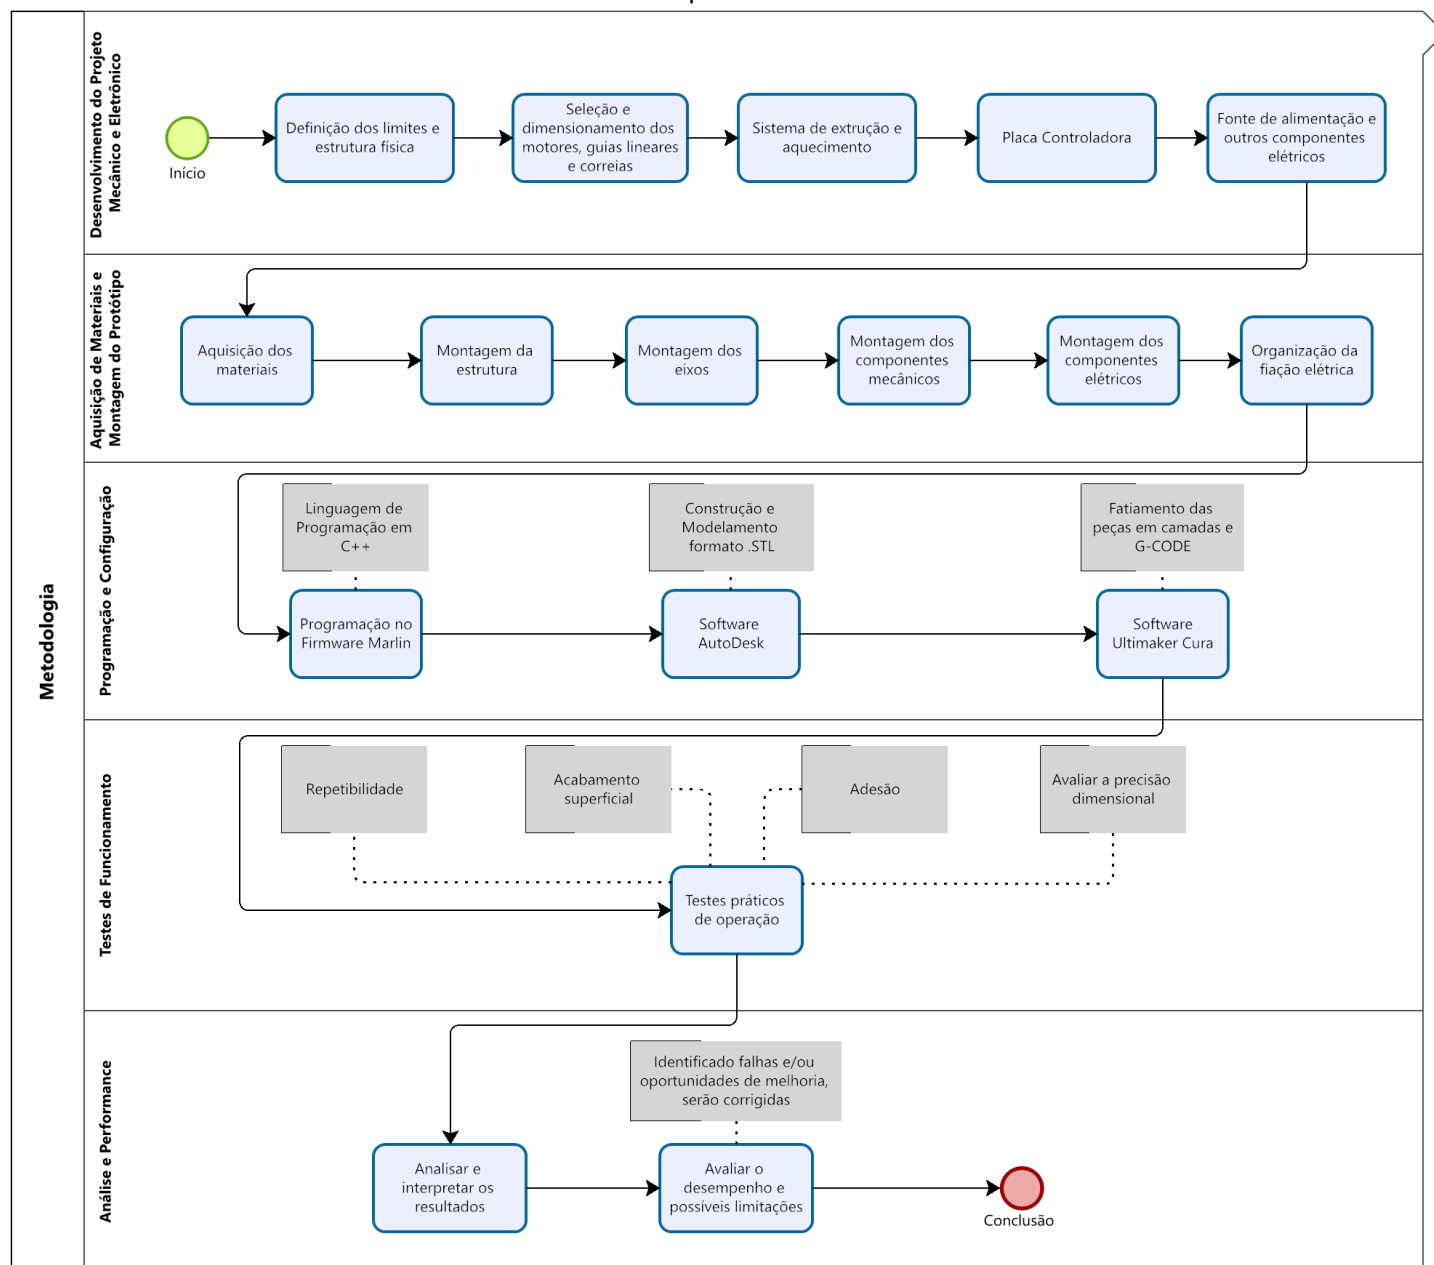 Metodologia
Desenvolvimento do Projeto
Mecânico e Eletrônico
Início
Definição dos limites e
estrutura física
Seleção e
dimensionamento dos
motores, guias lineares
e correias
Sistema de extrução e
aquecimento
Placa Controladora
Fonte de alimentação e
outros componentes
elétricos
Aquisição de Materiais e
Montagem do Protótipo
Aquisição dos
materiais
Montagem da
estrutura
Montagem dos
eixos
Montagem dos
componentes
mecânicos
Montagem dos
componentes
elétricos
Organização da
fiação elétrica
Programação e Configuração
Linguagem de
Programação em
C++
Construção e
Modelamento
formato .STL
Fatiamento das
peças em camadas e
G-CODE
Programação no
Firmware Marlin
Software
AutoDesk
Software
Ultimaker Cura
Testes de Funcionamento
Repetibilidade
Acabamento
superficial
Adesão
Avaliar a precisão
dimensional
Testes práticos
de operação
Análise e Performance
Identificado falhas e/ou
oportunidades de melhoria,
serão corrigidas
Analisar e
interpretar os
resultados
Avaliar o
desempenho e
possíveis limitações
Conclusão